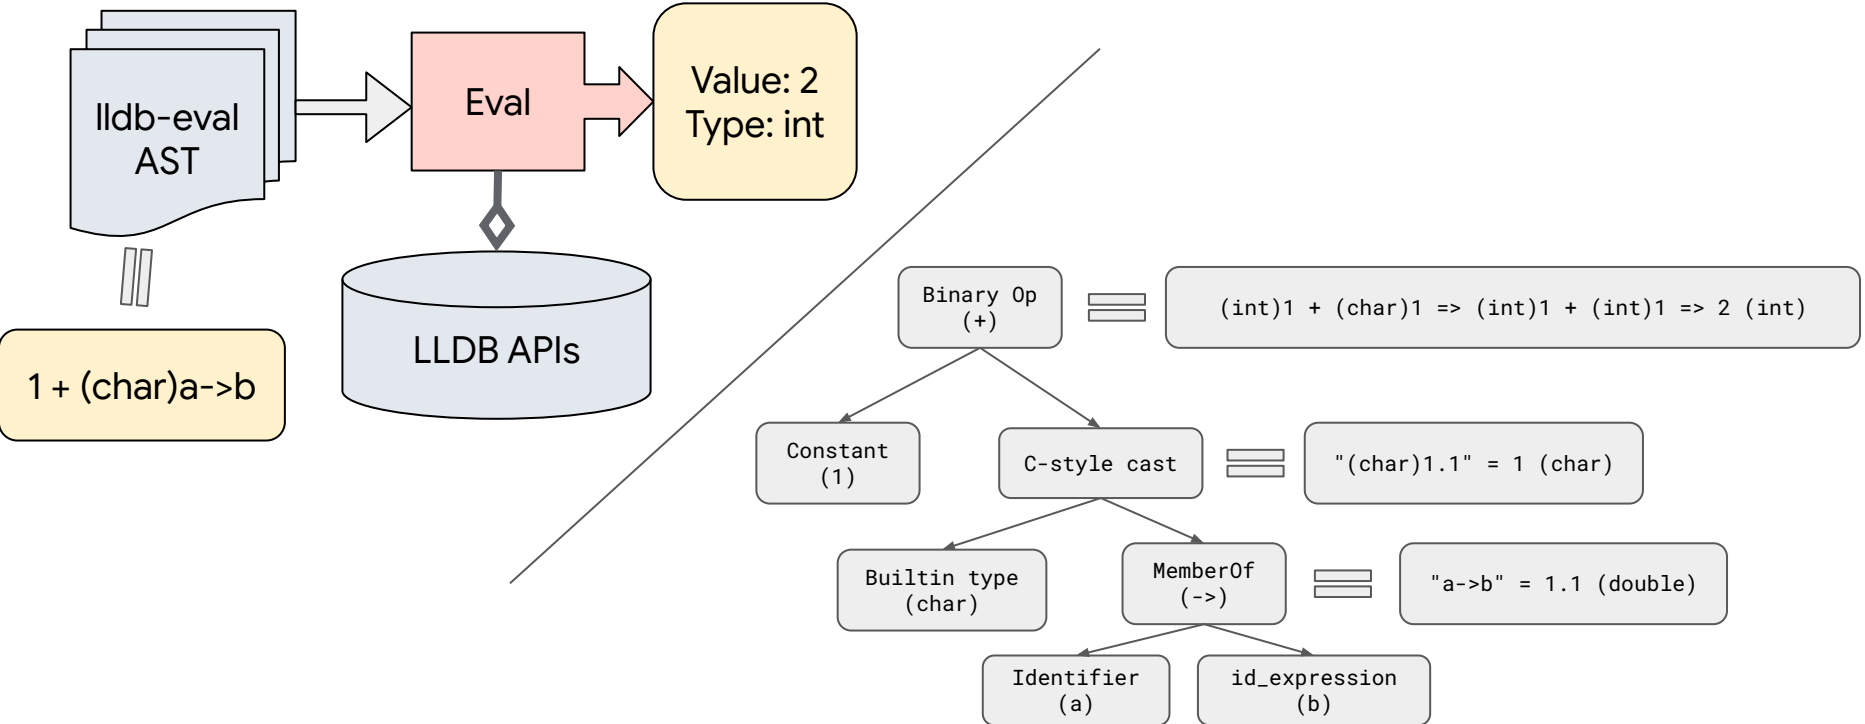 lldb-eval
AST
Eval
Value: 2
Type: int
LLDB APIs
1 + (char)a->b
Binary Op
(+)
(int)1 + (char)1 => (int)1 + (int)1 => 2 (int)
Constant
(1)
C-style cast
"(char)1.1" = 1 (char)
Builtin type
(char)
MemberOf
(->)
"a->b" = 1.1 (double)
Identifier
(a)
id_expression
(b)